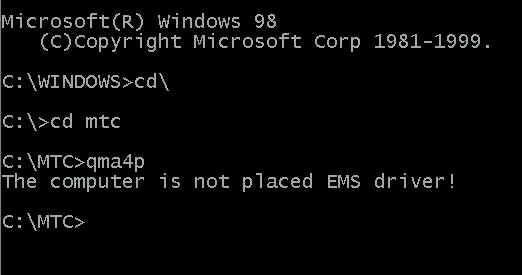 Microsoft(R) Windows 98
(C)Copyright Microsoft Corp 1981-1999.
C:\WINDOWS>cd\
C:\>cd mtc
C:\MTC>qma4p
The computer is not placed EMS driver!
C:\MTC>